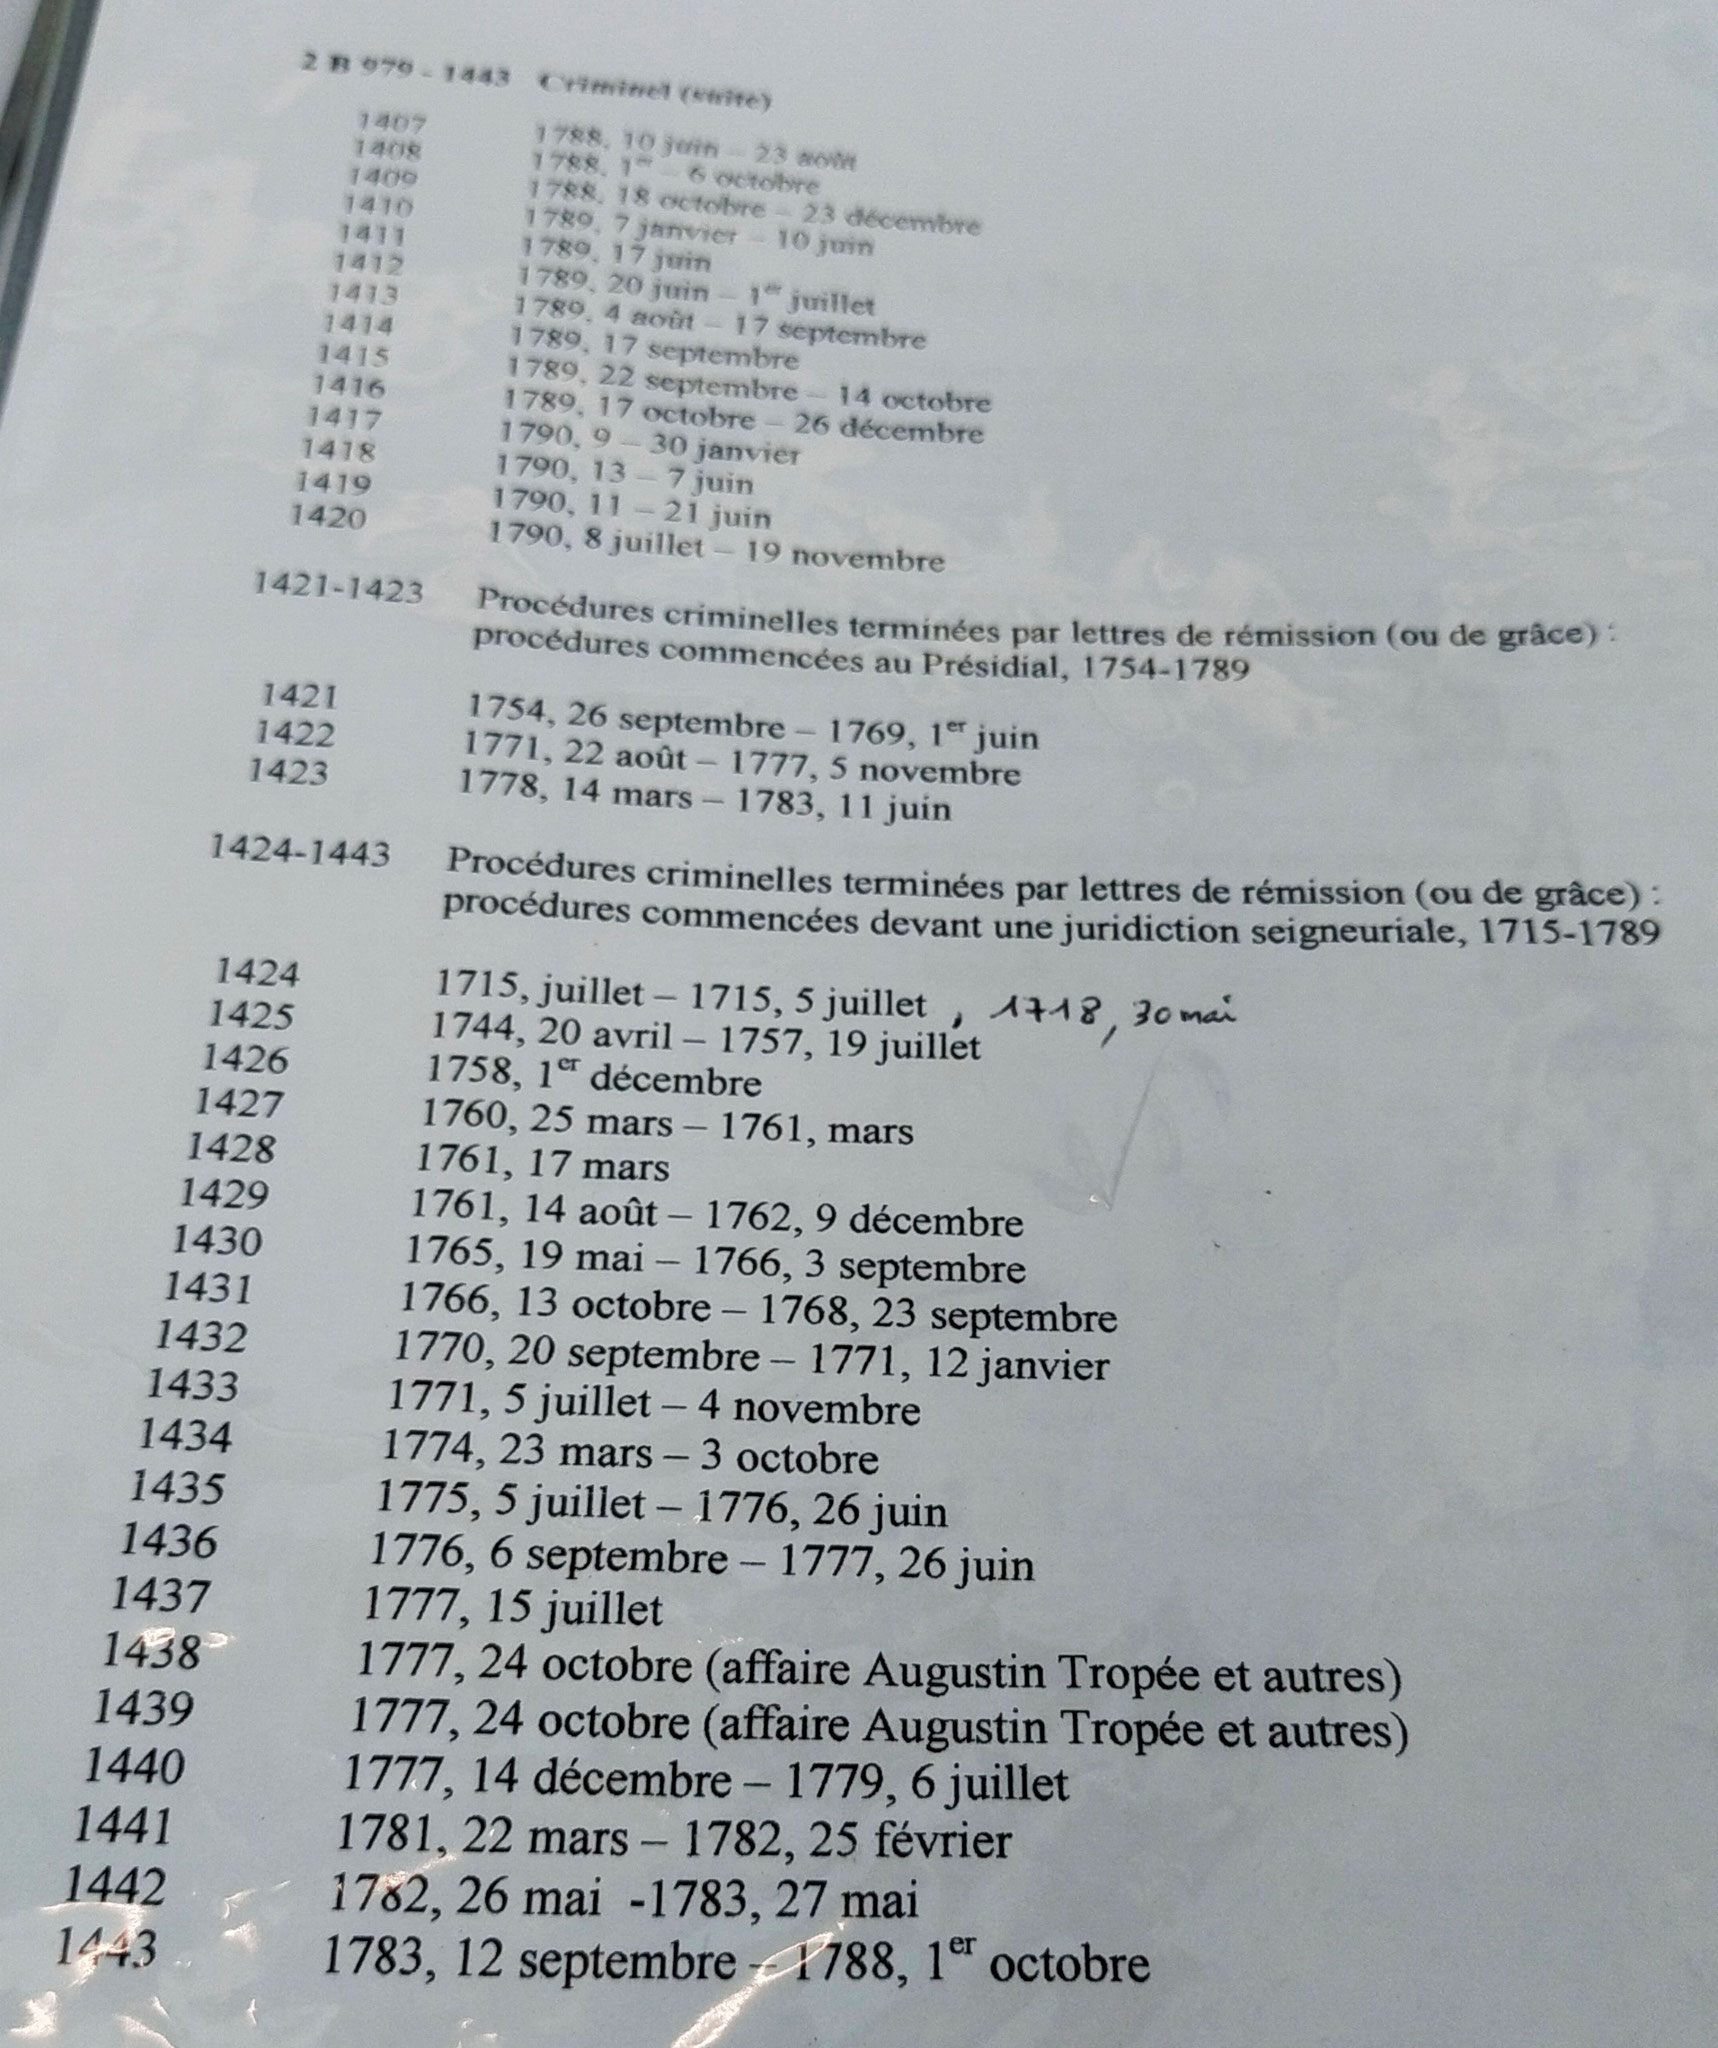 2 B 979 - 1443 Criminel (suite)
1407 1788, 10 juin – 23 août
1408 1788, 1er – 6 octobre
1409 1788, 18 octobre – 23 décembre
1410 1789, 7 janvier – 10 juin
1411 1789, 17 juin
1412 1789, 20 juin – 1er juillet
1413 1789, 4 août – 17 septembre
1414 1789, 17 septembre
1415 1789, 22 septembre – 14 octobre
1416 1789, 17 octobre – 26 décembre
1417 1790, 9 – 30 janvier
1418 1790, 13 – 7 juin
1419 1790, 11 – 21 juin
1420 1790, 8 juillet – 19 novembre
1421-1423 Procédures criminelles terminées par lettres de rémission (ou de grâce) :
procédures commencées au Présidial, 1754-1789
1421 1754, 26 septembre – 1769, 1er juin
1422 1771, 22 août – 1777, 5 novembre
1423 1778, 14 mars – 1783, 11 juin
1424-1443 Procédures criminelles terminées par lettres de rémission (ou de grâce) :
procédures commencées devant une juridiction seigneuriale, 1715-1789
1424 1715, juillet – 1715, 5 juillet , 1718, 30 mai
1425 1744, 20 avril – 1757, 19 juillet
1426 1758, 1er décembre
1427 1760, 25 mars – 1761, mars
1428 1761, 17 mars
1429 1761, 14 août – 1762, 9 décembre
1430 1765, 19 mai – 1766, 3 septembre
1431 1766, 13 octobre – 1768, 23 septembre
1432 1770, 20 septembre – 1771, 12 janvier
1433 1771, 5 juillet – 4 novembre
1434 1774, 23 mars – 3 octobre
1435 1775, 5 juillet – 1776, 26 juin
1436 1776, 6 septembre – 1777, 26 juin
1437 1777, 15 juillet
1438 1777, 24 octobre (affaire Augustin Tropée et autres)
1439 1777, 24 octobre (affaire Augustin Tropée et autres)
1440 1777, 14 décembre – 1779, 6 juillet
1441 1781, 22 mars – 1782, 25 février
1442 1782, 26 mai -1783, 27 mai
1443 1783, 12 septembre – 1788, 1er octobre